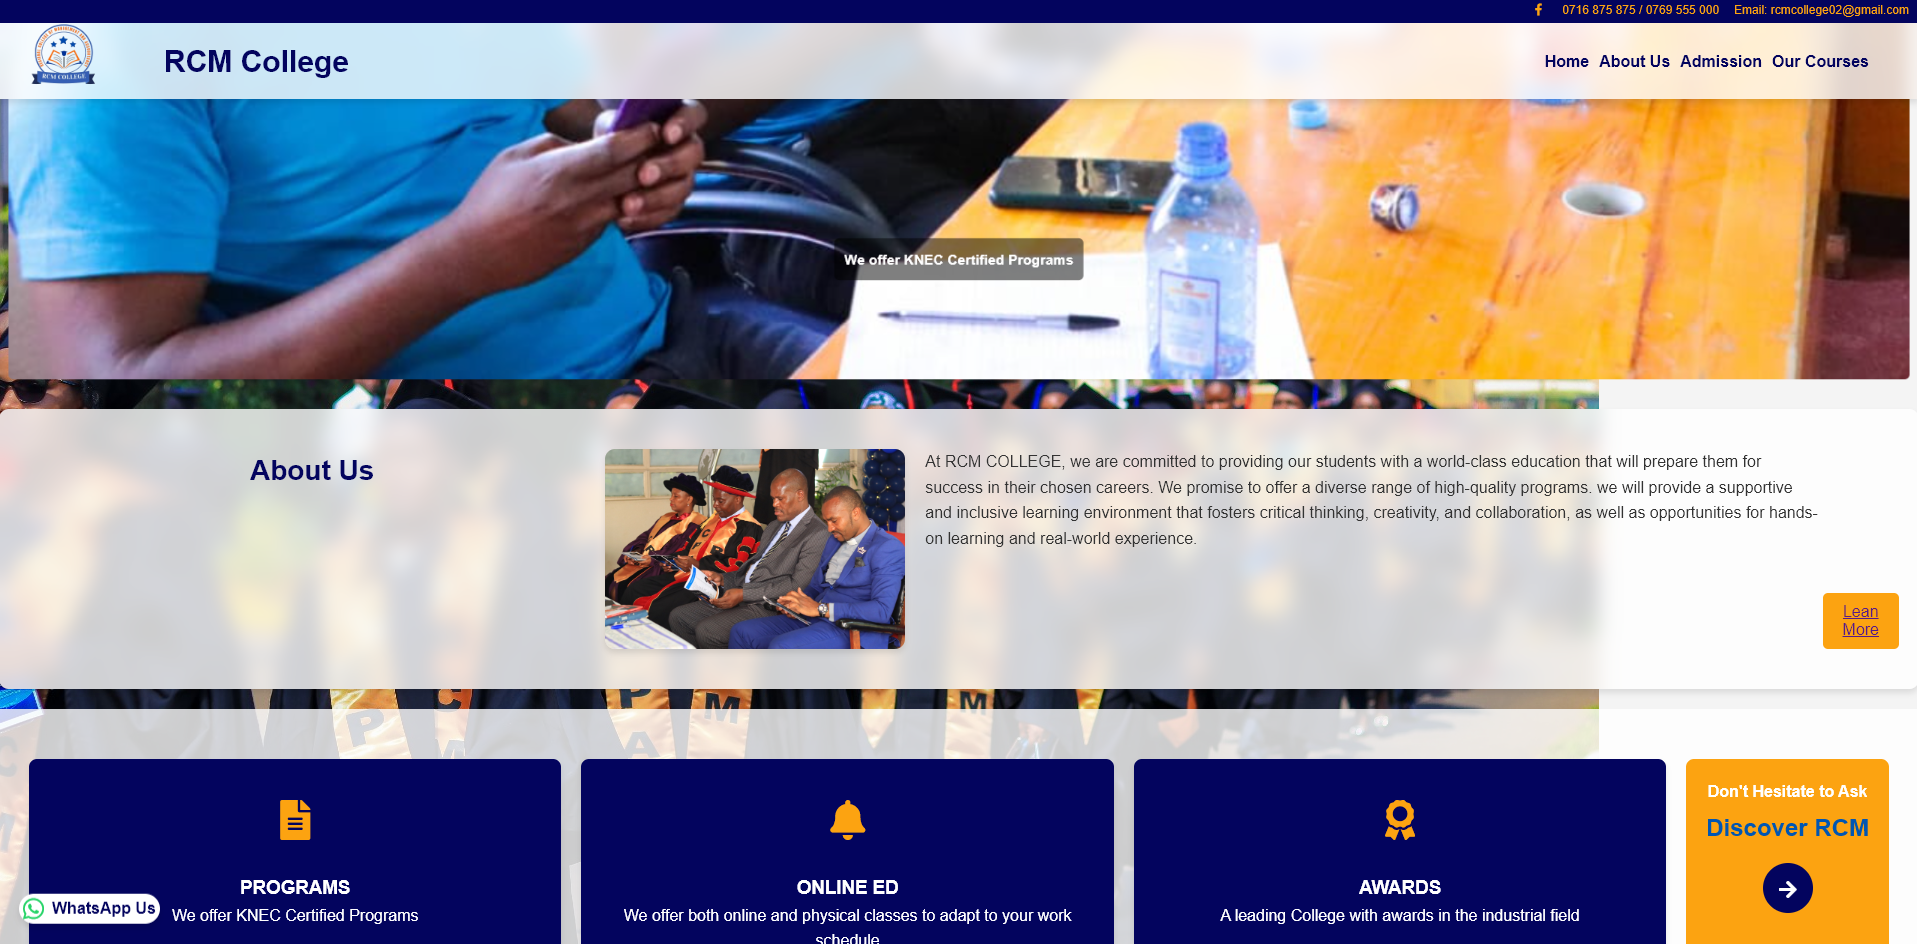 0716 875 875 / 0769 555 000 Email: rcmcollege02@gmail.com
RCM COLLEGE
RCM College
Home About Us Admission Our Courses
We offer KNEC Certified Programs
About Us
At RCM COLLEGE, we are committed to providing our students with a world-class education that will prepare them for
success in their chosen careers. We promise to offer a diverse range of high-quality programs. we will provide a supportive
and inclusive learning environment that fosters critical thinking, creativity, and collaboration, as well as opportunities for hands-
on learning and real-world experience.
Lean
More
P
C
P
M
M
A
PROGRAMS
We offer KNEC Certified Programs
ONLINE ED
We offer both online and physical classes to adapt to your work
schedule
AWARDS
A leading College with awards in the industrial field
Don't Hesitate to Ask
Discover RCM
WhatsApp Us